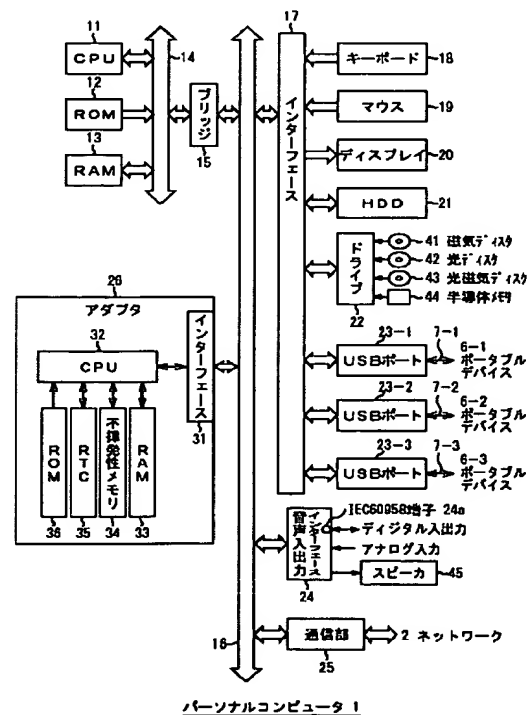 11
CPU
12
ROM
13
RAM
14
ブリッジ
15
16
17
インターフェース
キーボード
18
マウス
19
ディスプレイ
20
HDD
21
ドライブ
22
41 磁気ディスク
42 光ディスク
43 光磁気ディスク
44 半導体メモリ
23-1
USBポート
7-1
6-1
ポータブル
デバイス
23-2
USBポート
7-2
6-2
ポータブル
デバイス
23-3
USBポート
7-3
6-3
ポータブル
デバイス
26
アダプタ
32
CPU
インターフェース
31
ROM
36
RTC
35
不揮発性メモリ
34
RAM
33
音声入出力
インターフェース
24
IEC60958端子 24a
ディジタル入出力
アナログ入力
スピーカ
45
通信部
25
2 ネットワーク
パーソナルコンピュータ 1